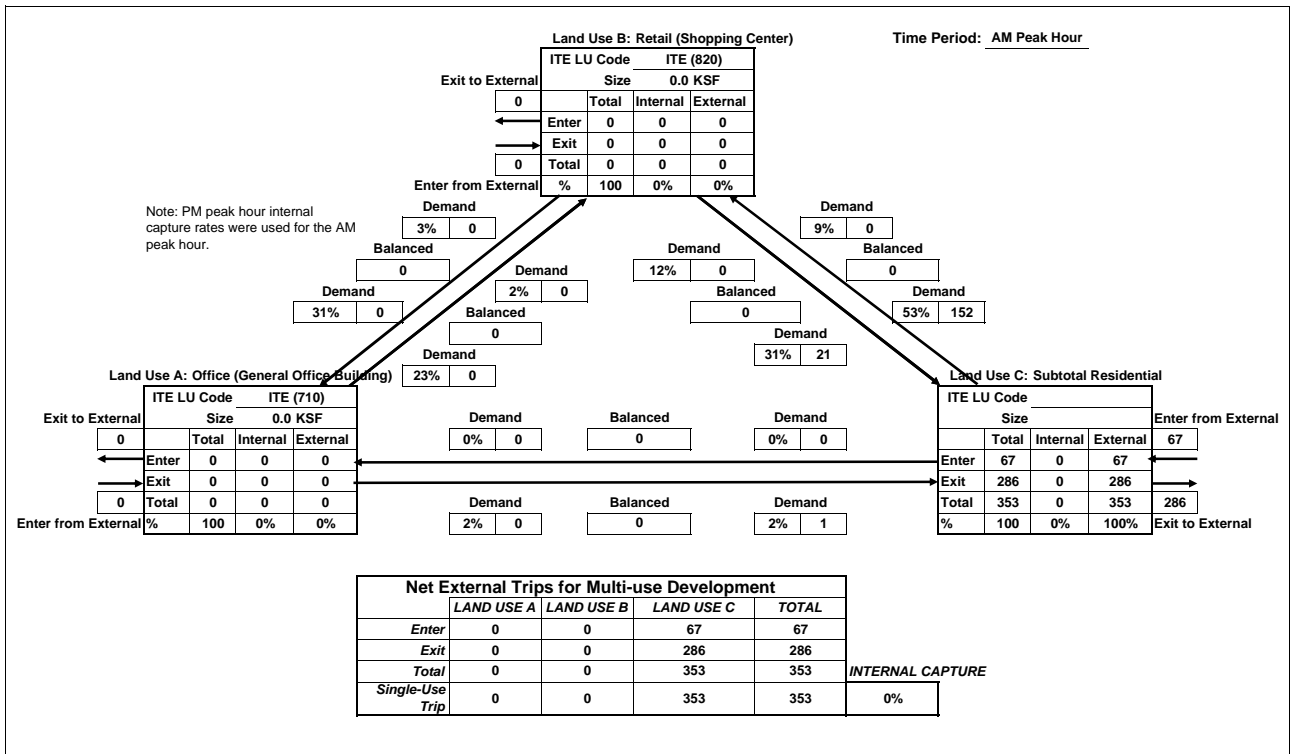 Land Use B: Retail (Shopping Center)
Time Period: AM Peak Hour
ITE LU Code ITE (820)
Exit to External Size 0.0 KSF
0 Total Internal External
Enter 0 0 0
Exit 0 0 0
0 Total 0 0 0
Enter from External % 100 0% 0%
Note: PM peak hour internal
capture rates were used for the AM
peak hour.
Demand
3% 0
Balanced
0
Demand
31% 0
Demand
2% 0
Balanced
0
Demand
23% 0
Demand
12% 0
Balanced
0
Demand
31% 21
Demand
9% 0
Balanced
0
Demand
53% 152
Land Use A: Office (General Office Building)
ITE LU Code ITE (710)
Exit to External Size 0.0 KSF
0 Total Internal External
Enter 0 0 0
Exit 0 0 0
0 Total 0 0 0
Enter from External % 100 0% 0%
Demand Balanced Demand
0% 0 0 0% 0
Demand Balanced Demand
2% 0 0 2% 1
Land Use C: Subtotal Residential
ITE LU Code
Size Enter from External
Total Internal External 67
Enter 67 0 67
Exit 286 0 286
Total 353 0 353 286
% 100 0% 100% Exit to External
Net External Trips for Multi-use Development
LAND USE A LAND USE B LAND USE C TOTAL
Enter 0 0 67 67
Exit 0 0 286 286
Total 0 0 353 353 INTERNAL CAPTURE
Single-Use
Trip 0 0 353 353 0%